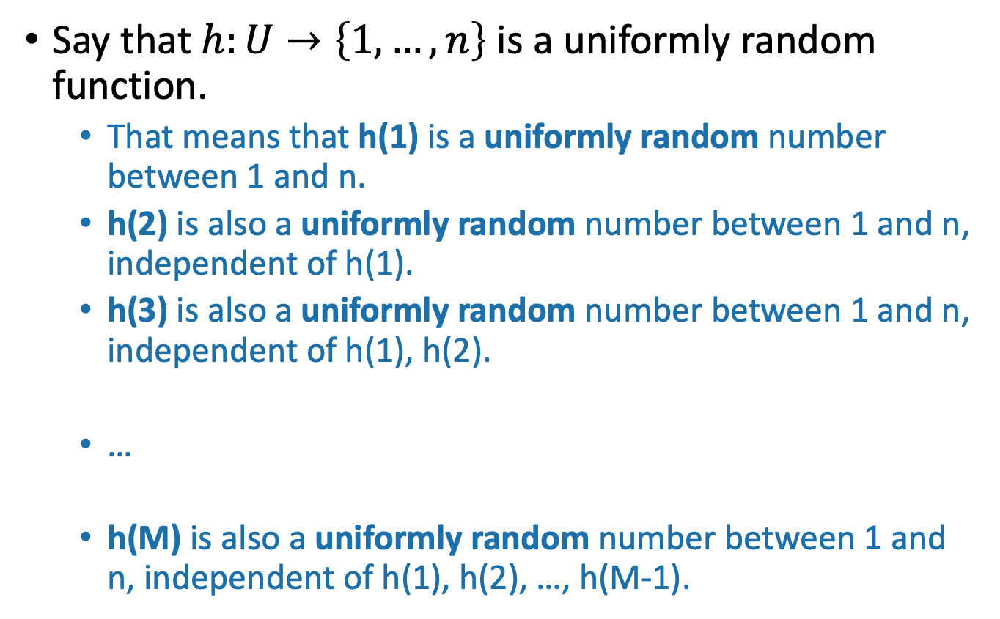 • Say that ℎ: 𝑈 → {1, … , 𝑛} is a uniformly random
function.
• That means that h(1) is a uniformly random number
between 1 and n.
• h(2) is also a uniformly random number between 1 and n,
independent of h(1).
• h(3) is also a uniformly random number between 1 and n,
independent of h(1), h(2).
• …
• h(M) is also a uniformly random number between 1 and
n, independent of h(1), h(2), …, h(M-1).